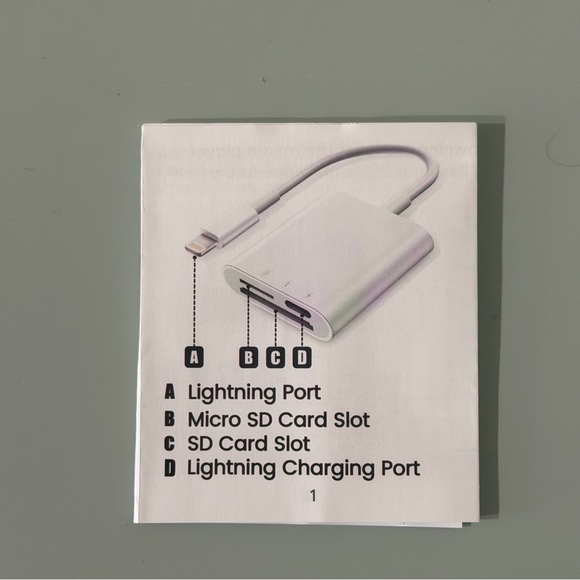 A B C D
A Lightning Port
B Micro SD Card Slot
C SD Card Slot
D Lightning Charging Port
1